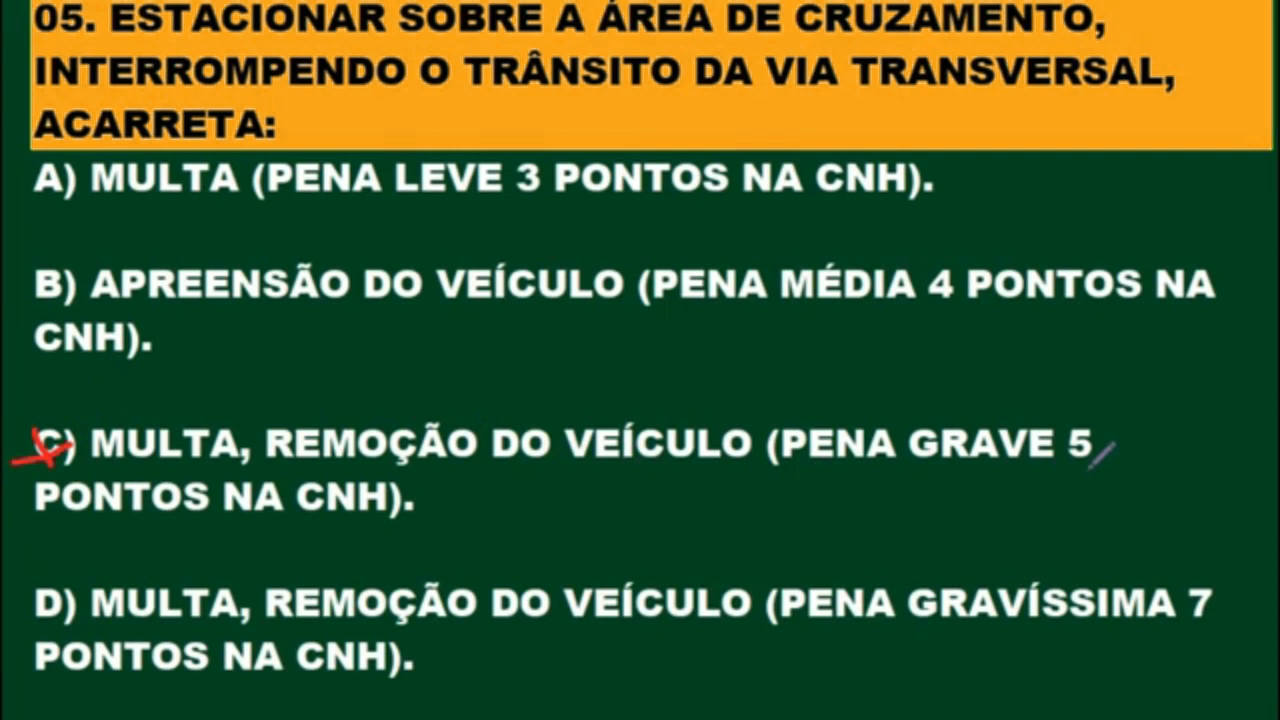 05. ESTACIONAR SOBRE A ÁREA DE CRUZAMENTO,
INTERROMPENDO O TRÂNSITO DA VIA TRANSVERSAL,
ACARRETA:
A) MULTA (PENA LEVE 3 PONTOS NA CNH).
B) APREENSÃO DO VEÍCULO (PENA MÉDIA 4 PONTOS NA
CNH).
C) MULTA, REMOÇÃO DO VEÍCULO (PENA GRAVE 5
PONTOS NA CNH).
D) MULTA, REMOÇÃO DO VEÍCULO (PENA GRAVÍSSIMA 7
PONTOS NA CNH).